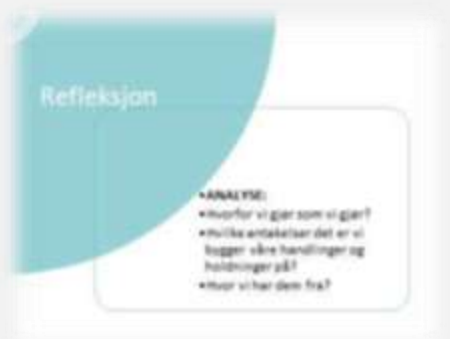 Refleksjon
•ANALYSE:
•Hvorfor vi gjør som vi gjør?
•Hvilke antakelser det er vi
bygger våre handlinger og
holdninger på?
•Hvor vi har dem fra?